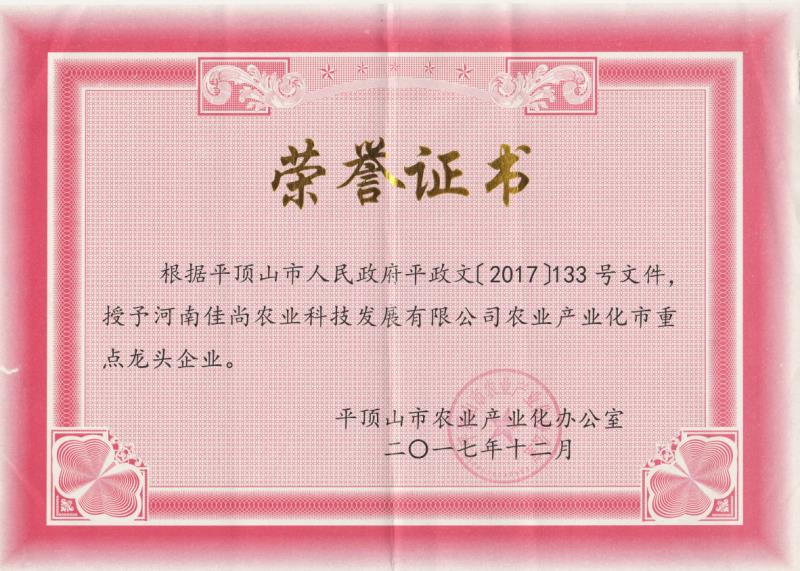 荣誉证书
根据平顶山市人民政府平政文〔2017〕133号文件，
授予河南佳尚农业科技发展有限公司农业产业化市重
点龙头企业。
平顶山市农业产业化办公室
二〇一七年十二月